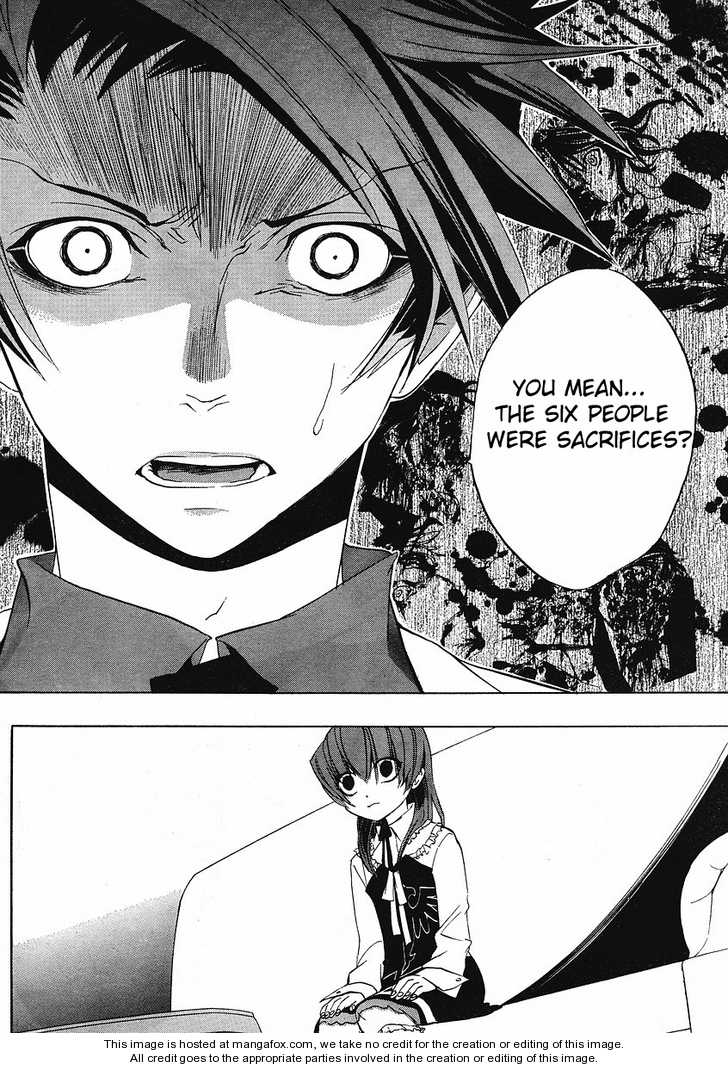 YOU MEAN...
THE SIX PEOPLE
WERE SACRIFICES?
This image is hosted at mangafox.com, we take no credit for the creation or editing of this image.
All credit goes to the appropriate parties involved in the creation or editing of this image.